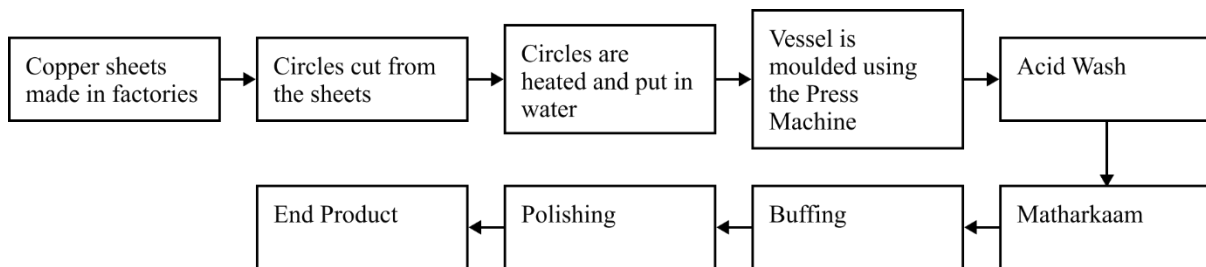 Copper sheets
made in factories
Circles cut from
the sheets
Circles are
heated and put in
water
Vessel is
moulded using
the Press
Machine
Acid Wash
Matharkaam
Buffing
Polishing
End Product